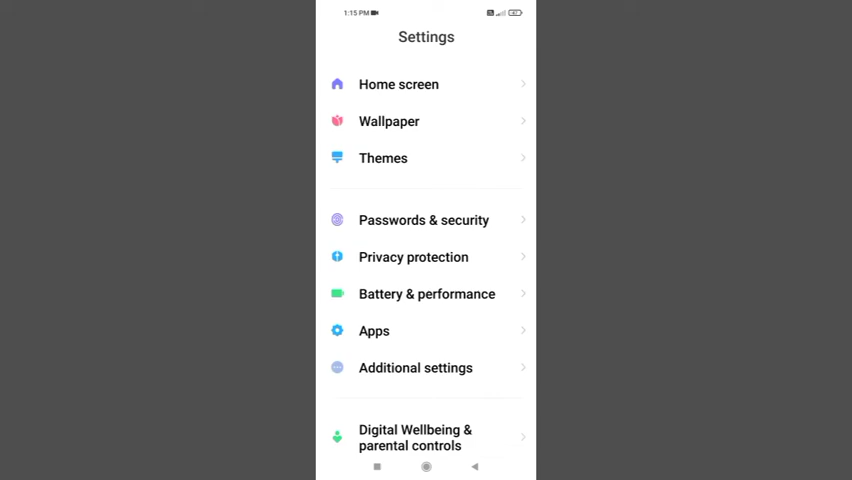 1:15 PM
Settings
Home screen
Wallpaper
Themes
Passwords & security
Privacy protection
Battery & performance
Apps
Additional settings
Digital Wellbeing &
parental controls